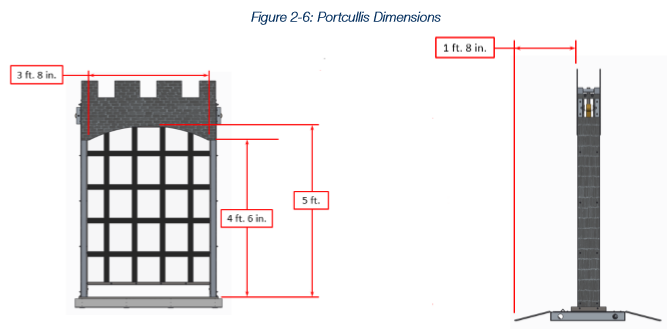 Figure 2-6: Portcullis Dimensions
3 ft. 8 in.
1 ft. 8 in.
5 ft.
4 ft. 6 in.